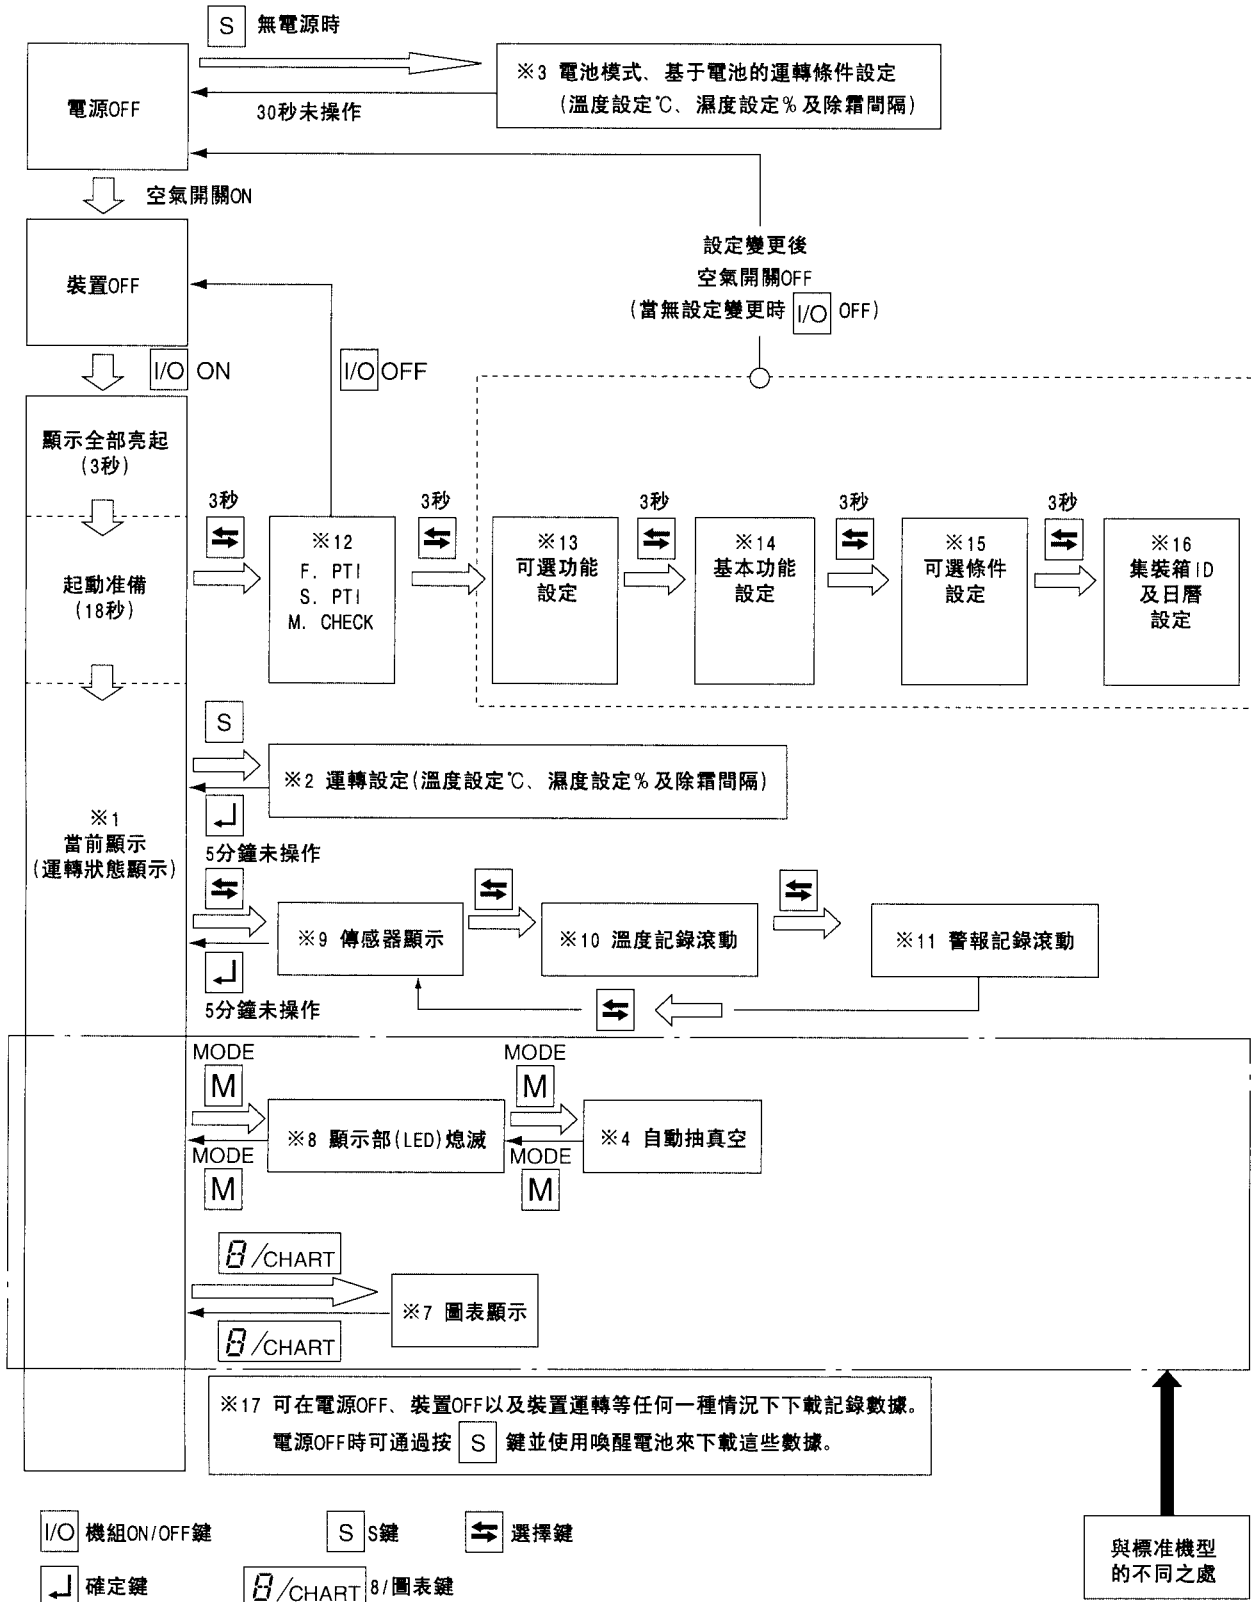 S 無電源時
電源OFF
※3 電池模式、基于電池的運轉條件設定
(溫度設定℃、濕度設定%及除霜間隔)
30秒未操作
空氣開關ON
裝置OFF
設定變更後
空氣開關OFF
(當無設定變更時 I/O OFF)
I/O ON
I/O OFF
顯示全部亮起
(3秒)
起動准備
(18秒)
3秒
※12
F. PTI
S. PTI
M. CHECK
3秒
※13
可選功能
設定
3秒
※14
基本功能
設定
3秒
※15
可選條件
設定
3秒
※16
集裝箱ID
及日曆
設定
※1
當前顯示
(運轉狀態顯示)
S
※2 運轉設定(溫度設定℃、濕度設定%及除霜間隔)
5分鐘未操作
※9 傳感器顯示
※10 溫度記錄滾動
※11 警報記錄滾動
5分鐘未操作
MODE
M
※8 顯示部(LED)熄滅
MODE
M
MODE
M
※4 自動抽真空
MODE
M
8/CHART
※7 圖表顯示
8/CHART
※17 可在電源OFF、裝置OFF以及裝置運轉等任何一種情況下下載記錄數據。
電源OFF時可通過按 S 鍵並使用喚醒電池來下載這些數據。
I/O 機組ON/OFF鍵
S S鍵
選擇鍵
確定鍵
8/CHART 8/圖表鍵
與標准機型
的不同之處